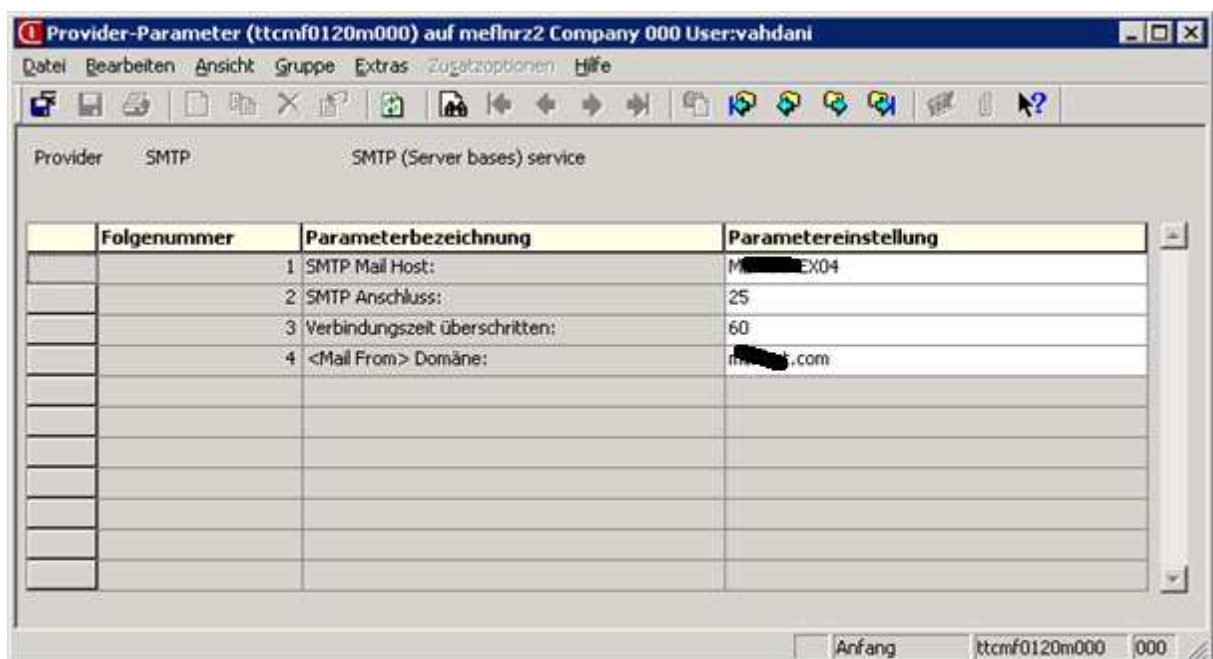 Provider-Parameter (ttcmf0120m000) auf meflnrz2 Company 000 User:vahdani
Datei Bearbeiten Ansicht Gruppe Extras Zusatzoptionen Hilfe
Provider SMTP SMTP (Server bases) service
Folgenummer Parameterbezeichnung Parametereinstellung
1 SMTP Mail Host: EX04
2 SMTP Anschluss: 25
3 Verbindungszeit überschritten: 60
4 <Mail From> Domäne: .com
Anfang ttcmf0120m000 000